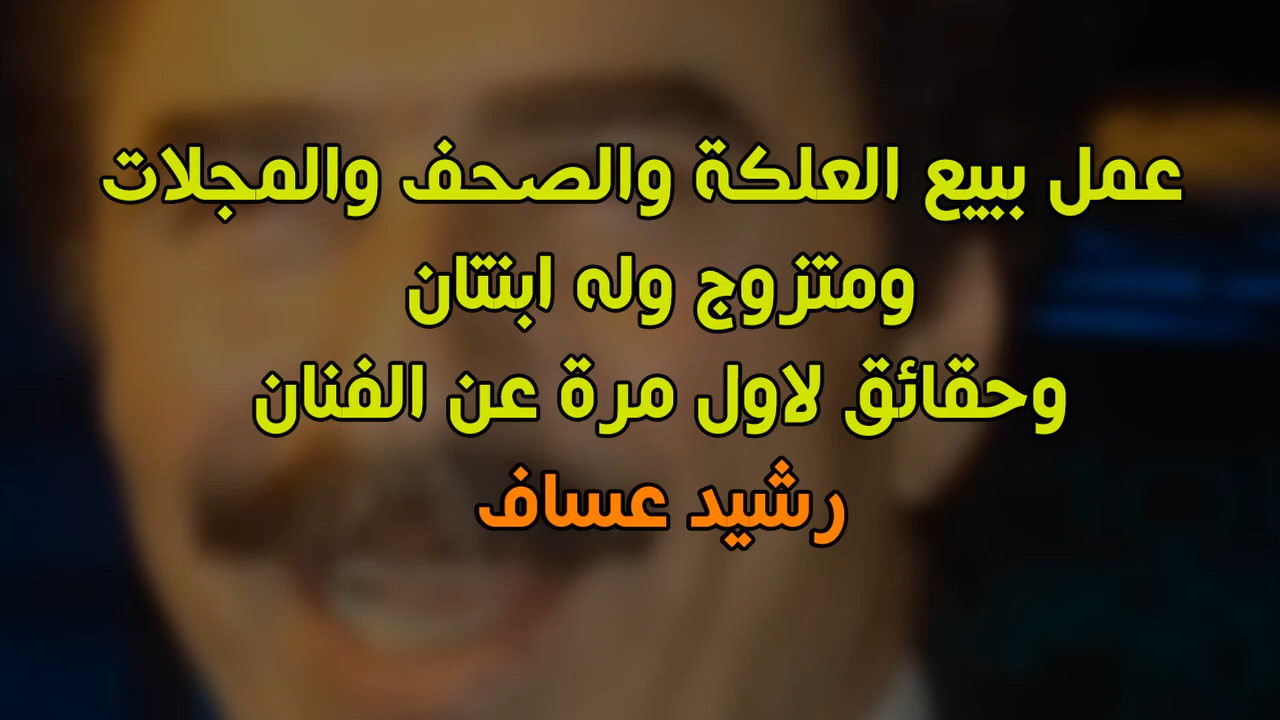 عمل ببيع العلكة والصحف والمجلات
ومتزوج وله ابنتان
وحقائق لاول مرة عن الفنان
رشيد عساف